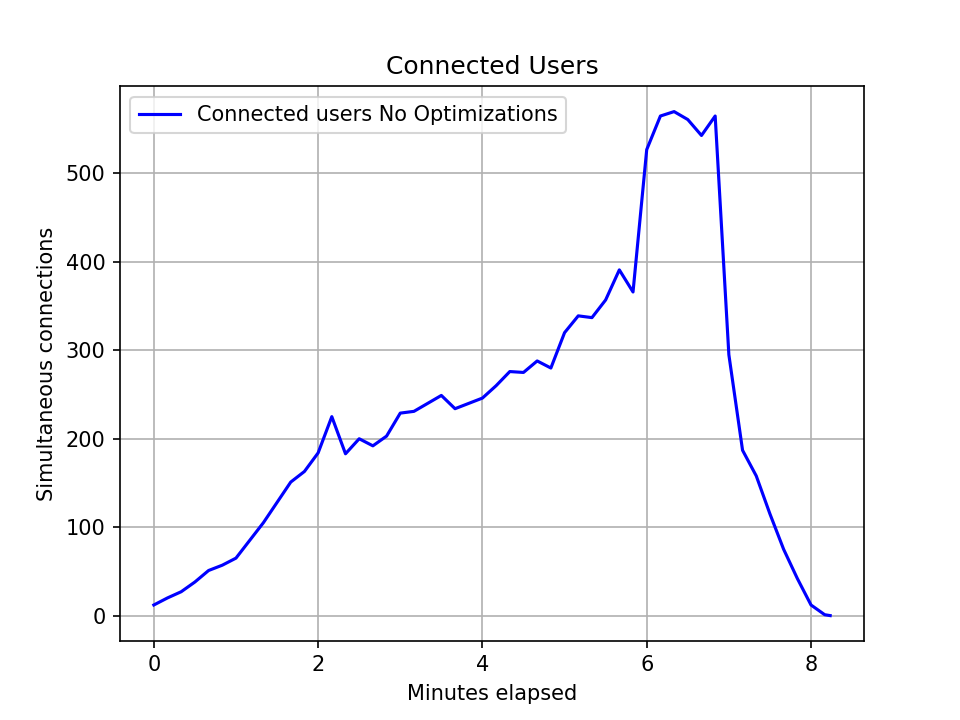 Connected Users
Connected users No Optimizations
Simultaneous connections
500
400
300
200
100
0
0 2 4 6 8
Minutes elapsed